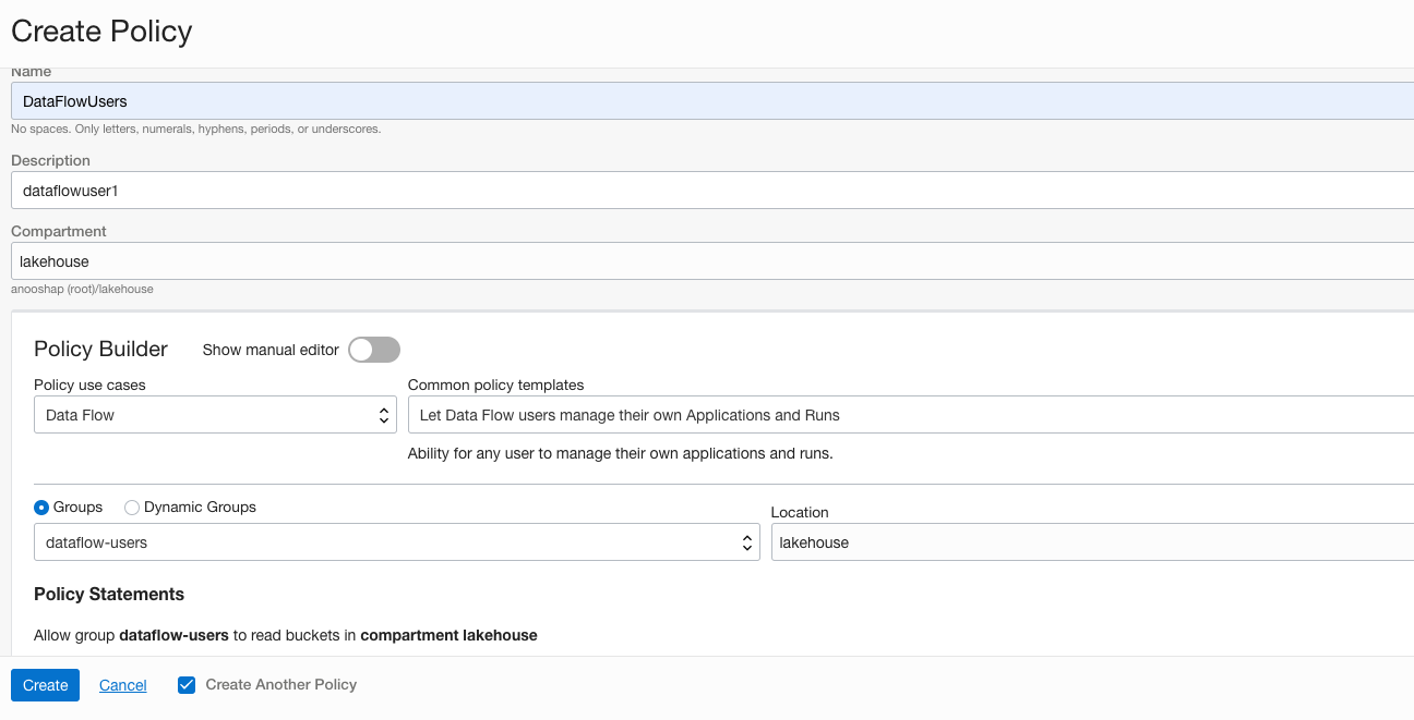 Create Policy
Name
DataFlowUsers
No spaces. Only letters, numerals, hyphens, periods, or underscores.
Description
dataflowuser1
Compartment
lakehouse
anooshap (root)/lakehouse
Policy Builder Show manual editor
Policy use cases Common policy templates
Data Flow Let Data Flow users manage their own Applications and Runs
Ability for any user to manage their own applications and runs.
Groups Dynamic Groups
Location
dataflow-users lakehouse
Policy Statements
Allow group dataflow-users to read buckets in compartment lakehouse
Create Cancel Create Another Policy